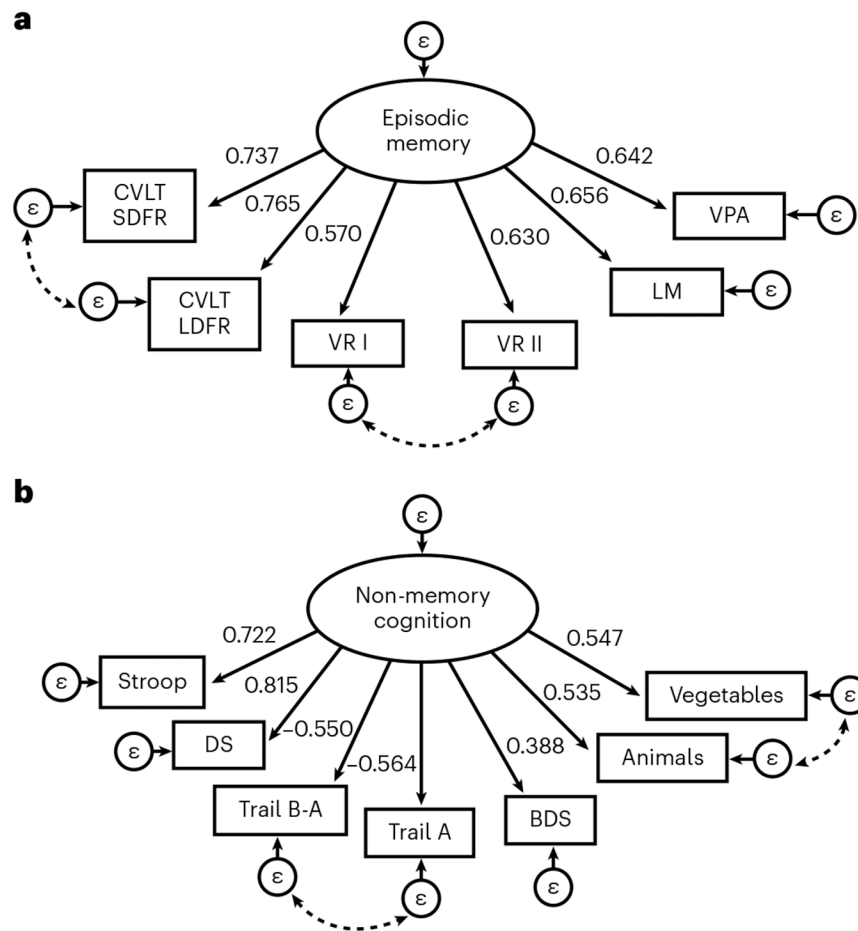 a
ε
Episodic
memory
0.737
0.642
0.765
0.656
0.570
0.630
CVLT
SDFR
ε
VPA
ε
ε
CVLT
LDFR
LM
ε
VR I
VR II
ε
ε
b
ε
Non-memory
cognition
0.722
0.547
0.815
0.535
–0.550
0.388
–0.564
ε
Stroop
Vegetables
ε
ε
DS
Animals
ε
Trail B-A
Trail A
BDS
ε
ε
ε